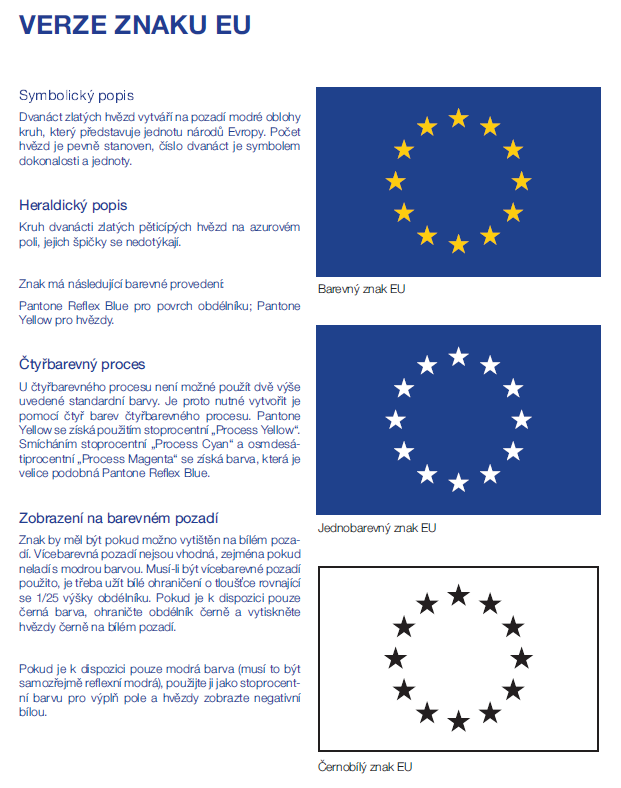 VERZE ZNAKU EU
Symbolický popis
Dvanáct zlatých hvězd vytváří na pozadí modré oblohy
kruh, který představuje jednotu národů Evropy. Počet
hvězd je pevně stanoven, číslo dvanáct je symbolem
dokonalosti a jednoty.
Heraldický popis
Kruh dvanácti zlatých pěticípých hvězd na azurovém
poli, jejich špičky se nedotýkají.
Znak má následující barevné provedení:
Pantone Reflex Blue pro povrch obdélníku; Pantone
Yellow pro hvězdy.
Čtyřbarevný proces
U čtyřbarevného procesu není možné použít dvě výše
uvedené standardní barvy. Je proto nutné vytvořit je
pomocí čtyř barev čtyřbarevného procesu. Pantone
Yellow se získá použitím stoprocentní „Process Yellow“.
Smícháním stoprocentní „Process Cyan“ a osmdesá-
tiprocentní „Process Magenta“ se získá barva, která je
velice podobná Pantone Reflex Blue.
Zobrazení na barevném pozadí
Znak by měl být pokud možno vytištěn na bílém poza-
dí. Vícebarevná pozadí nejsou vhodná, zejména pokud
neladí s modrou barvou. Musí-li být vícebarevné pozadí
použito, je třeba užít bílé ohraničení o tloušťce rovnající
se 1/25 výšky obdélníku. Pokud je k dispozici pouze
černá barva, ohraničte obdélník černě a vytiskněte
hvězdy černě na bílém pozadí.
Pokud je k dispozici pouze modrá barva (musí to být
samozřejmě reflexní modrá), použijte ji jako stoprocent-
ní barvu pro výplň pole a hvězdy zobrazte negativní
bílou.
Barevný znak EU
Jednobarevný znak EU
Černobílý znak EU